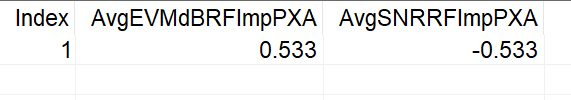 Index AvgEVMdBRFImpPXA AvgSNRRFImpPXA
1 0.533 -0.533